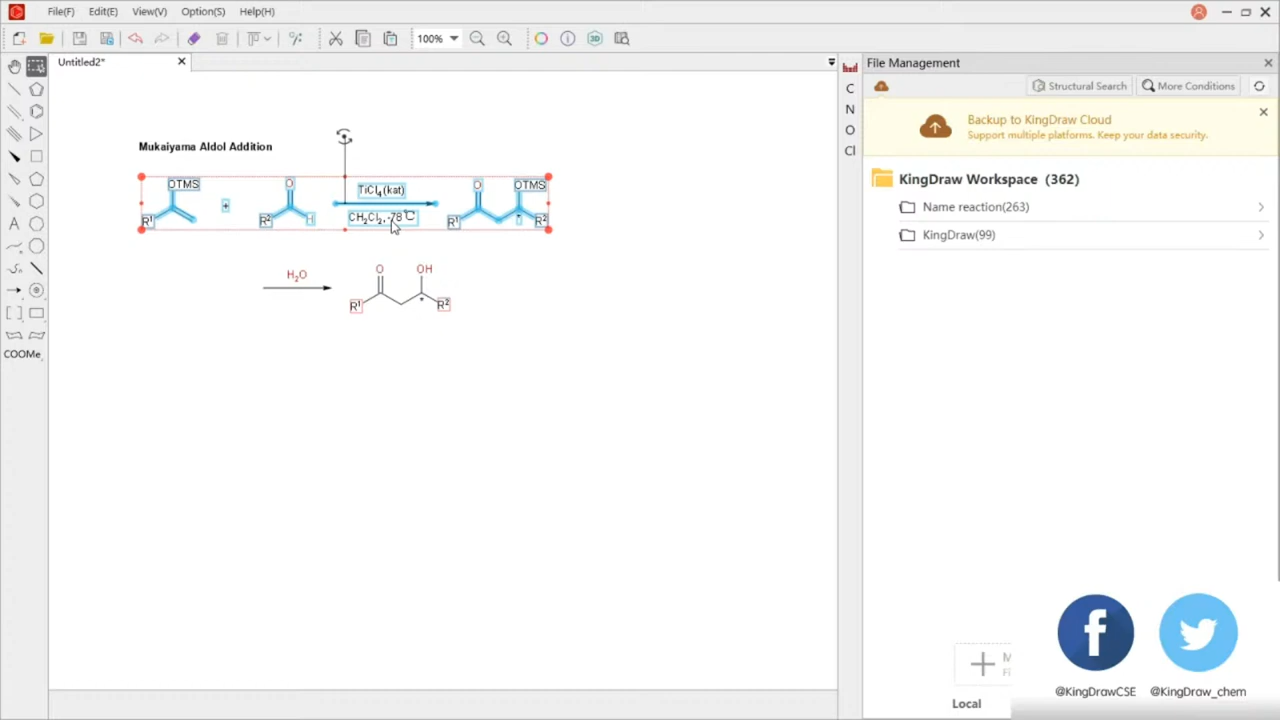 File(F) Edit(E) View(V) Option(S) Help(H)
100%
Untitled2*
File Management
Structural Search More Conditions
Backup to KingDraw Cloud
Support multiple platforms. Keep your data security.
KingDraw Workspace (362)
Name reaction(263)
KingDraw(99)
C
N
O
Cl
A
COOMe
Mukaiyama Aldol Addition
OTMS O TiCl4(kat) O OTMS
+
R1 R2 H CH2Cl2,-78℃ R1 * R2
H2O O OH
R1 * R2
M
Fi
Local
@KingDrawCSE @KingDraw_chem